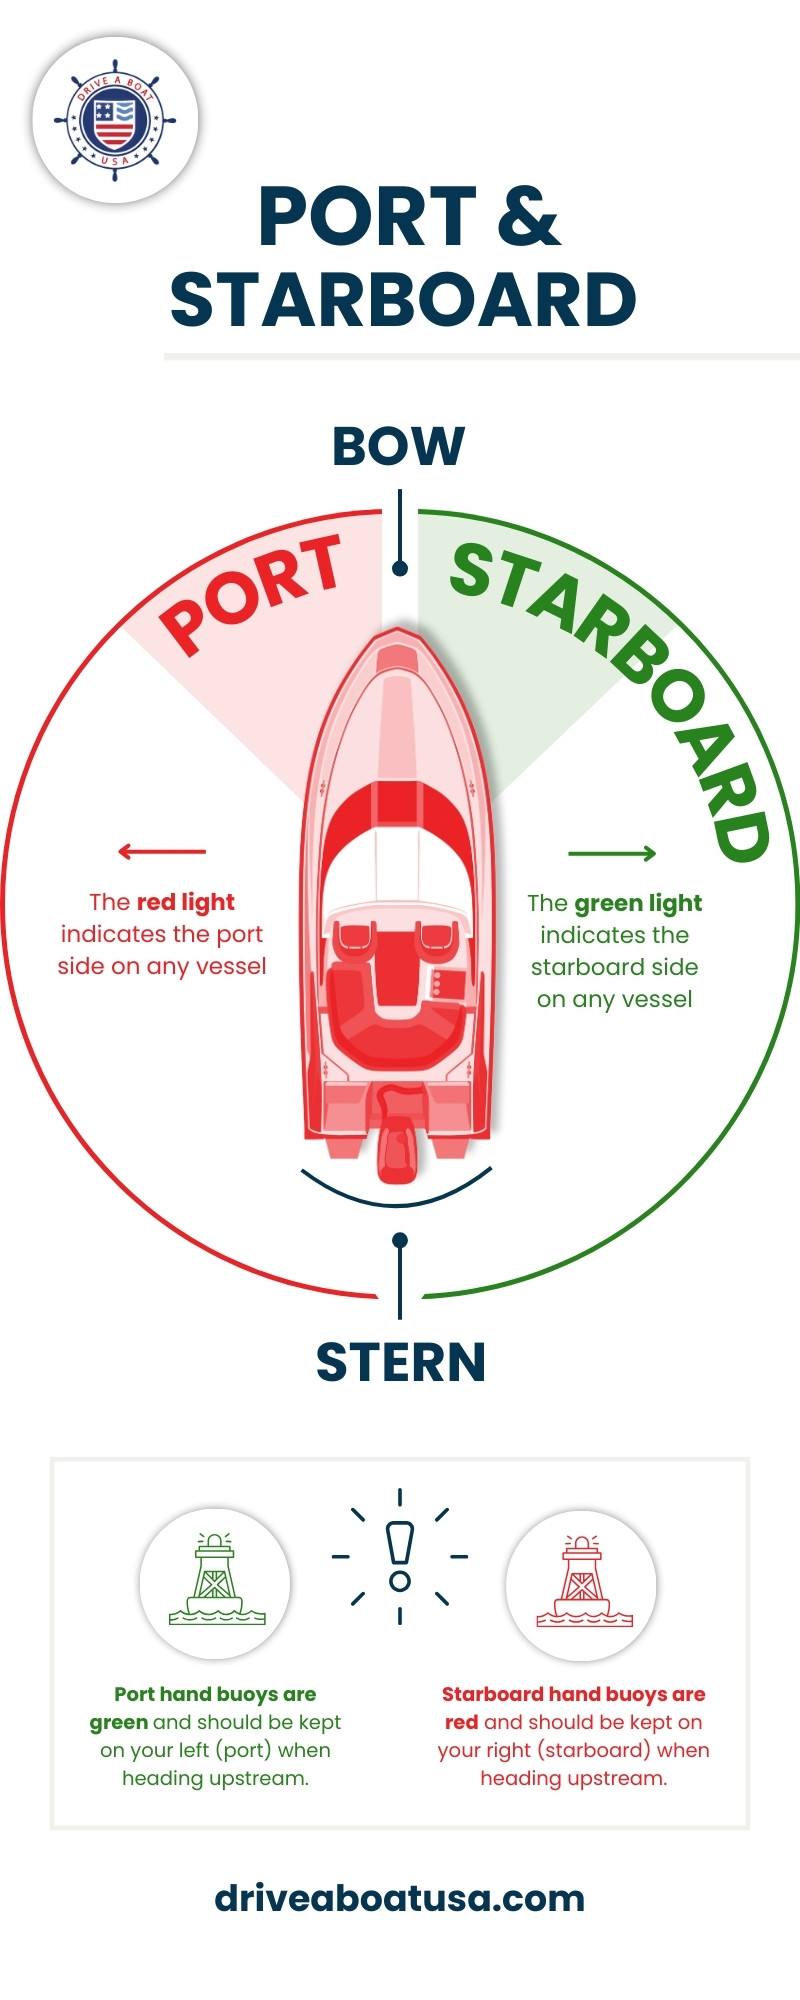 DRIVE A BOAT
USA
PORT &
STARBOARD
BOW
PORT
STARBOARD
The red light
indicates the port
side on any vessel
The green light
indicates the
starboard side
on any vessel
STERN
Port hand buoys are
green and should be kept
on your left (port) when
heading upstream.
Starboard hand buoys are
red and should be kept on
your right (starboard) when
heading upstream.
driveaboatusa.com